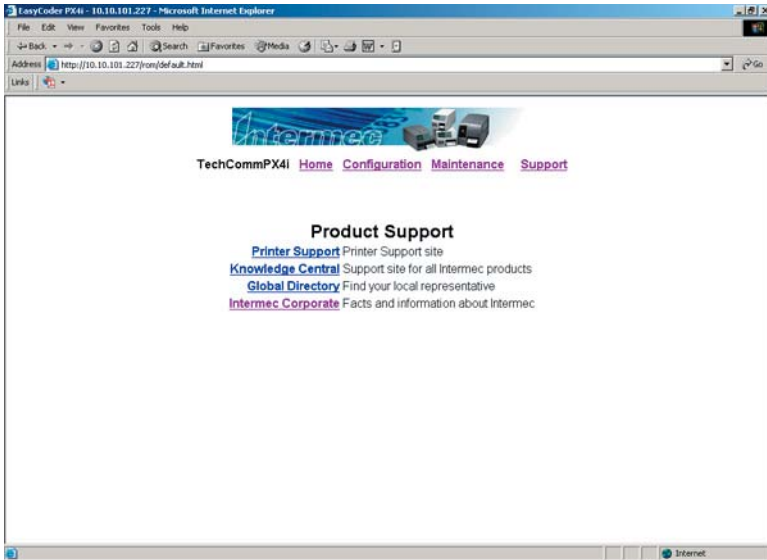 EasyCoder PX4i - 10.10.101.227 - Microsoft Internet Explorer
File Edit View Favorites Tools Help
Back Search Favorites Media
Address http://10.10.101.227/rom/default.html Go
Links
Intermec
TechCommPX4i Home Configuration Maintenance Support
Product Support
Printer Support Printer Support site
Knowledge Central Support site for all Intermec products
Global Directory Find your local representative
Intermec Corporate Facts and information about Intermec
Internet